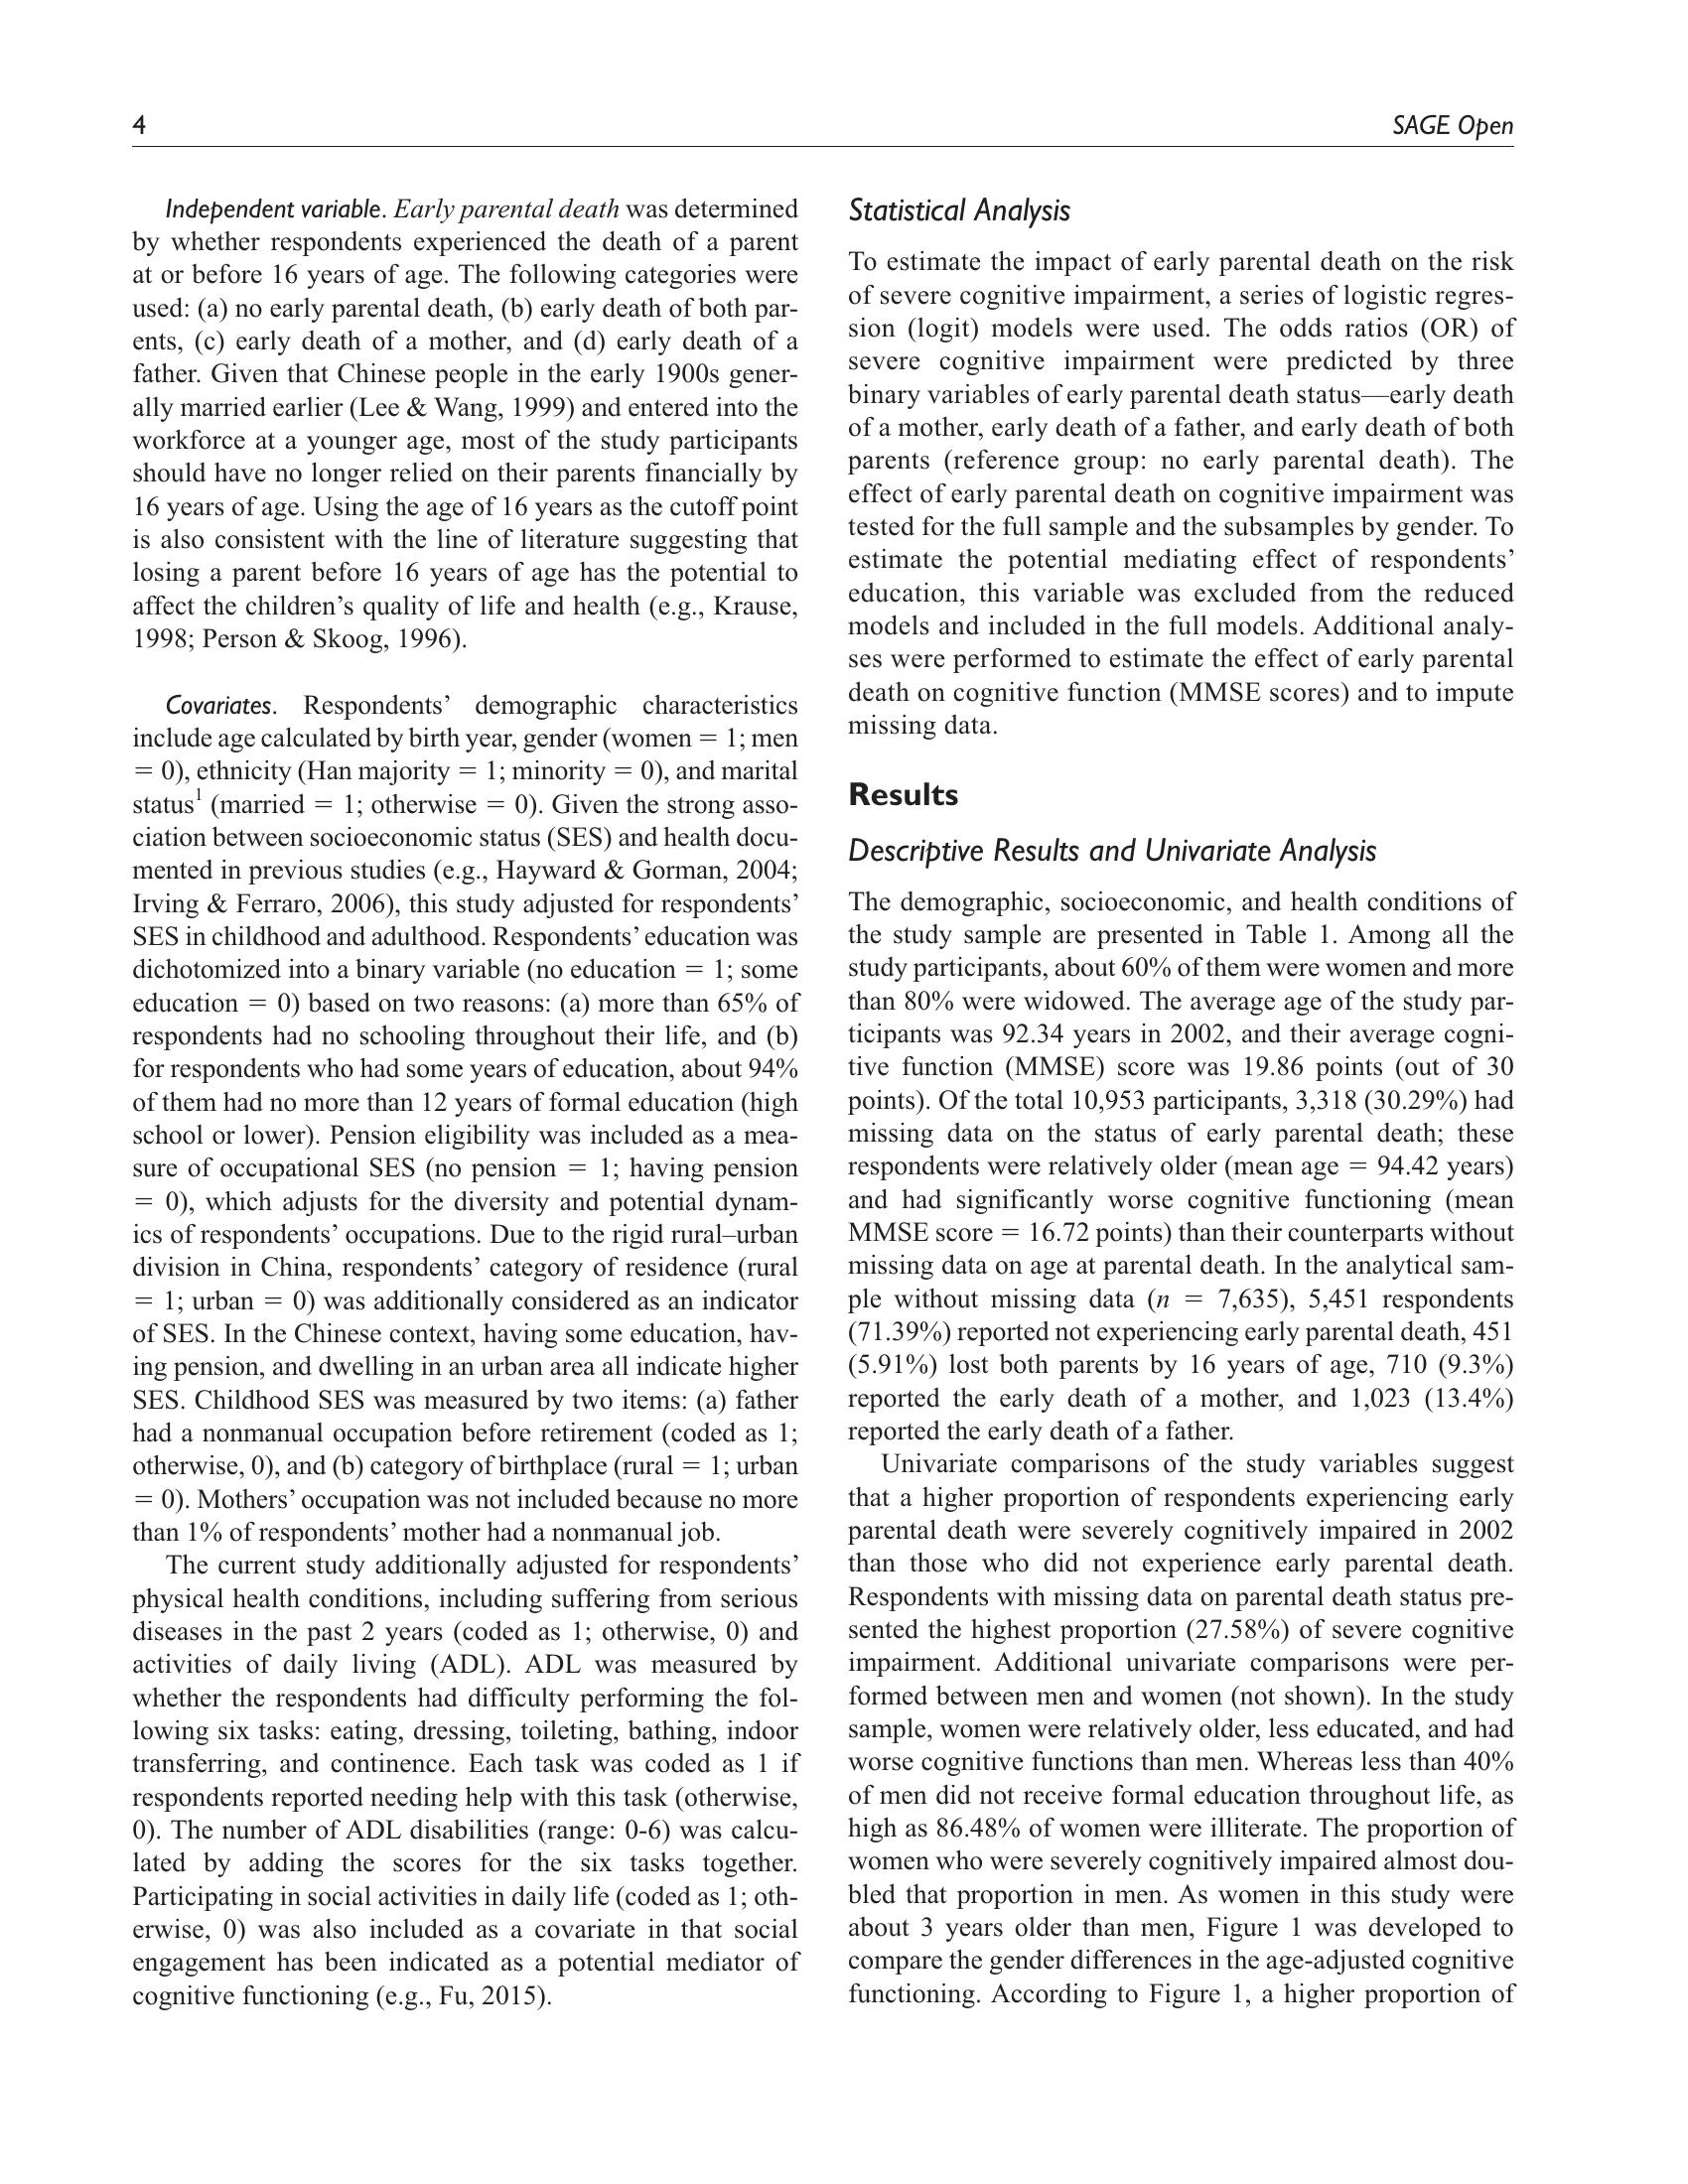 4
SAGE Open
Independent variable. Early parental death was determined
by whether respondents experienced the death of a parent
at or before 16 years of age. The following categories were
used: (a) no early parental death, (b) early death of both par-
ents, (c) early death of a mother, and (d) early death of a
father. Given that Chinese people in the early 1900s gener-
ally married earlier (Lee & Wang, 1999) and entered into the
workforce at a younger age, most of the study participants
should have no longer relied on their parents financially by
16 years of age. Using the age of 16 years as the cutoff point
is also consistent with the line of literature suggesting that
losing a parent before 16 years of age has the potential to
affect the children’s quality of life and health (e.g., Krause,
1998; Person & Skoog, 1996).
Covariates. Respondents’ demographic characteristics
include age calculated by birth year, gender (women = 1; men
= 0), ethnicity (Han majority = 1; minority = 0), and marital
status1 (married = 1; otherwise = 0). Given the strong asso-
ciation between socioeconomic status (SES) and health docu-
mented in previous studies (e.g., Hayward & Gorman, 2004;
Irving & Ferraro, 2006), this study adjusted for respondents’
SES in childhood and adulthood. Respondents’ education was
dichotomized into a binary variable (no education = 1; some
education = 0) based on two reasons: (a) more than 65% of
respondents had no schooling throughout their life, and (b)
for respondents who had some years of education, about 94%
of them had no more than 12 years of formal education (high
school or lower). Pension eligibility was included as a mea-
sure of occupational SES (no pension = 1; having pension
= 0), which adjusts for the diversity and potential dynam-
ics of respondents’ occupations. Due to the rigid rural–urban
division in China, respondents’ category of residence (rural
= 1; urban = 0) was additionally considered as an indicator
of SES. In the Chinese context, having some education, hav-
ing pension, and dwelling in an urban area all indicate higher
SES. Childhood SES was measured by two items: (a) father
had a nonmanual occupation before retirement (coded as 1;
otherwise, 0), and (b) category of birthplace (rural = 1; urban
= 0). Mothers’ occupation was not included because no more
than 1% of respondents’ mother had a nonmanual job.
The current study additionally adjusted for respondents’
physical health conditions, including suffering from serious
diseases in the past 2 years (coded as 1; otherwise, 0) and
activities of daily living (ADL). ADL was measured by
whether the respondents had difficulty performing the fol-
lowing six tasks: eating, dressing, toileting, bathing, indoor
transferring, and continence. Each task was coded as 1 if
respondents reported needing help with this task (otherwise,
0). The number of ADL disabilities (range: 0-6) was calcu-
lated by adding the scores for the six tasks together.
Participating in social activities in daily life (coded as 1; oth-
erwise, 0) was also included as a covariate in that social
engagement has been indicated as a potential mediator of
cognitive functioning (e.g., Fu, 2015).
Statistical Analysis
To estimate the impact of early parental death on the risk
of severe cognitive impairment, a series of logistic regres-
sion (logit) models were used. The odds ratios (OR) of
severe cognitive impairment were predicted by three
binary variables of early parental death status—early death
of a mother, early death of a father, and early death of both
parents (reference group: no early parental death). The
effect of early parental death on cognitive impairment was
tested for the full sample and the subsamples by gender. To
estimate the potential mediating effect of respondents’
education, this variable was excluded from the reduced
models and included in the full models. Additional analy-
ses were performed to estimate the effect of early parental
death on cognitive function (MMSE scores) and to impute
missing data.
Results
Descriptive Results and Univariate Analysis
The demographic, socioeconomic, and health conditions of
the study sample are presented in Table 1. Among all the
study participants, about 60% of them were women and more
than 80% were widowed. The average age of the study par-
ticipants was 92.34 years in 2002, and their average cogni-
tive function (MMSE) score was 19.86 points (out of 30
points). Of the total 10,953 participants, 3,318 (30.29%) had
missing data on the status of early parental death; these
respondents were relatively older (mean age = 94.42 years)
and had significantly worse cognitive functioning (mean
MMSE score = 16.72 points) than their counterparts without
missing data on age at parental death. In the analytical sam-
ple without missing data (n = 7,635), 5,451 respondents
(71.39%) reported not experiencing early parental death, 451
(5.91%) lost both parents by 16 years of age, 710 (9.3%)
reported the early death of a mother, and 1,023 (13.4%)
reported the early death of a father.
Univariate comparisons of the study variables suggest
that a higher proportion of respondents experiencing early
parental death were severely cognitively impaired in 2002
than those who did not experience early parental death.
Respondents with missing data on parental death status pre-
sented the highest proportion (27.58%) of severe cognitive
impairment. Additional univariate comparisons were per-
formed between men and women (not shown). In the study
sample, women were relatively older, less educated, and had
worse cognitive functions than men. Whereas less than 40%
of men did not receive formal education throughout life, as
high as 86.48% of women were illiterate. The proportion of
women who were severely cognitively impaired almost dou-
bled that proportion in men. As women in this study were
about 3 years older than men, Figure 1 was developed to
compare the gender differences in the age-adjusted cognitive
functioning. According to Figure 1, a higher proportion of